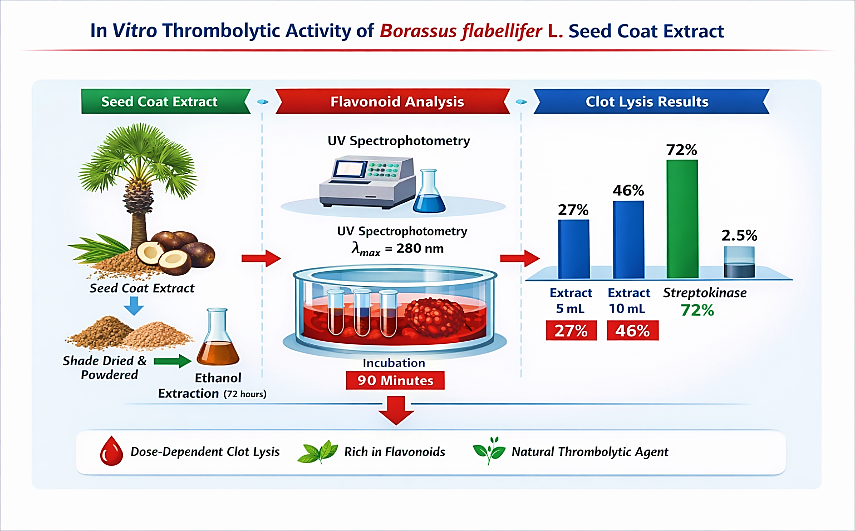 In Vitro Thrombolytic Activity of Borassus flabellifer L. Seed Coat Extract
Seed Coat Extract
Flavonoid Analysis
Clot Lysis Results
UV Spectrophotometry
UV Spectrophotometry
λmax = 280 nm
Seed Coat Extract
Shade Dried &
Powdered
Ethanol
Extraction (72 hours)
Incubation
90 Minutes
27%
46%
72%
2.5%
Extract
5 mL
27%
Extract
10 mL
46%
Streptokinase
72%
Dose-Dependent Clot Lysis
Rich in Flavonoids
Natural Thrombolytic Agent